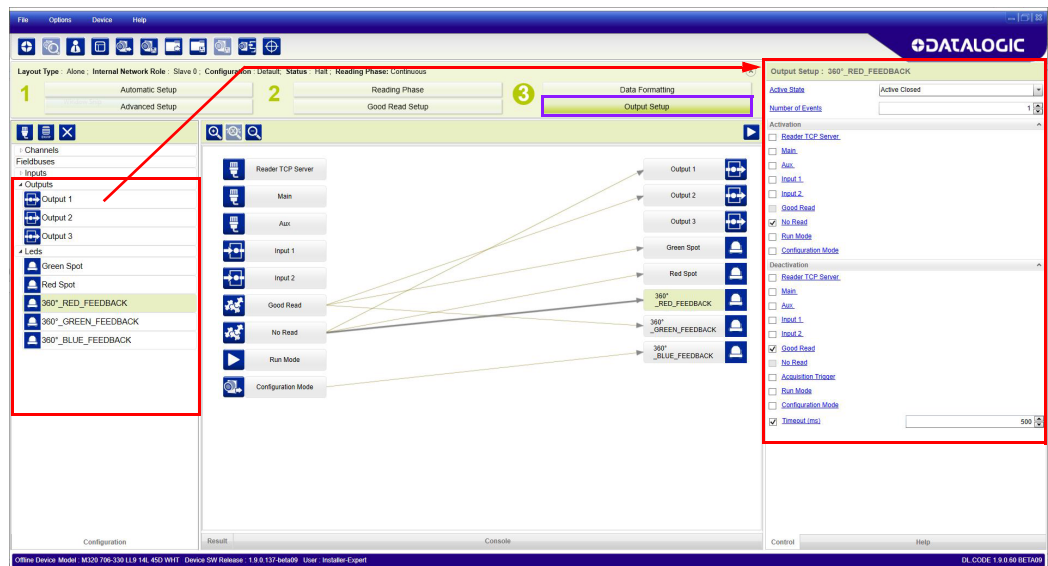 File Options Device Help
DATALOGIC
Layout Type : Alone ; Internal Network Role : Slave 0 ; Configuration : Default; Status : Halt ; Reading Phase: Continuous
1 Automatic Setup 2 Reading Phase 3 Data Formatting
Advanced Setup Good Read Setup Output Setup
Channels
Fieldbuses
Inputs
Outputs
Output 1
Output 2
Output 3
Leds
Green Spot
Red Spot
360°_RED_FEEDBACK
360°_GREEN_FEEDBACK
360°_BLUE_FEEDBACK
Configuration
Reader TCP Server
Main
Aux
Input 1
Input 2
Good Read
No Read
Run Mode
Configuration Mode
Output 1
Output 2
Output 3
Green Spot
Red Spot
360°
_RED_FEEDBACK
360°
_GREEN_FEEDBACK
360°
_BLUE_FEEDBACK
Result Console
Output Setup : 360°_RED_FEEDBACK
Active State Active Closed
Number of Events 1
Activation
Reader TCP Server
Main
Aux
Input 1
Input 2
Good Read
No Read
Run Mode
Configuration Mode
Deactivation
Reader TCP Server
Main
Aux
Input 1
Input 2
Good Read
No Read
Acquisition Trigger
Run Mode
Configuration Mode
Timeout (ms) 500
Control Help
Offline Device Model : M320 706-330 LL9 14L 45D WHT Device SW Release : 1.9.0.137-beta09 User : Installer-Expert
DL.CODE 1.9.0.60 BETA09